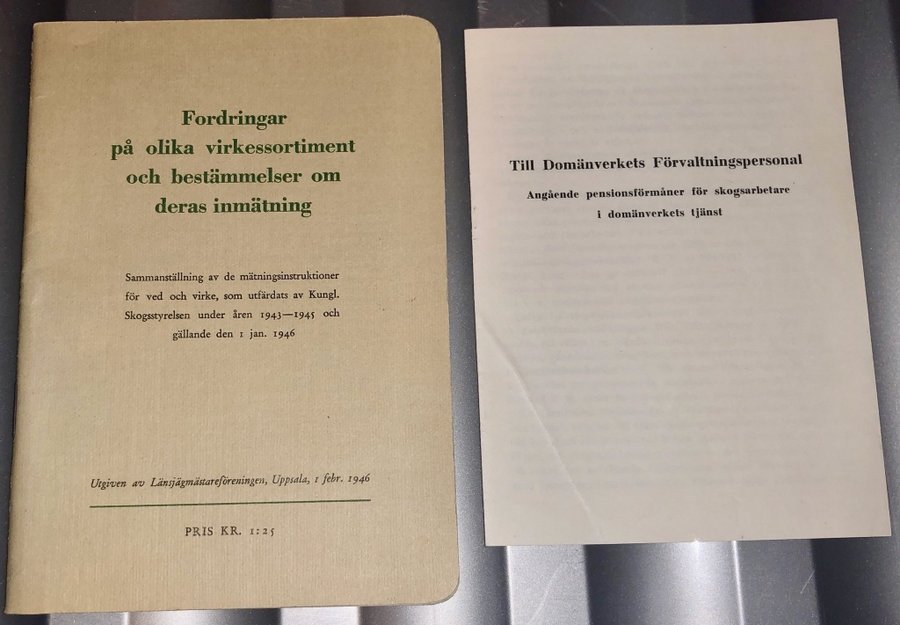 Fordringar
på olika virkessortiment
och bestämmelser om
deras inmätning
Sammanställning av de mätningsinstruktioner
för ved och virke, som utfärdats av Kungl.
Skogsstyrelsen under åren 1943—1945 och
gällande den 1 jan. 1946
Utgiven av Länsjägmästareföreningen, Uppsala, 1 febr. 1946
PRIS KR. 1:25
Till Domänverkets Förvaltningspersonal
Angående pensionsförmåner för skogsarbetare
i domänverkets tjänst